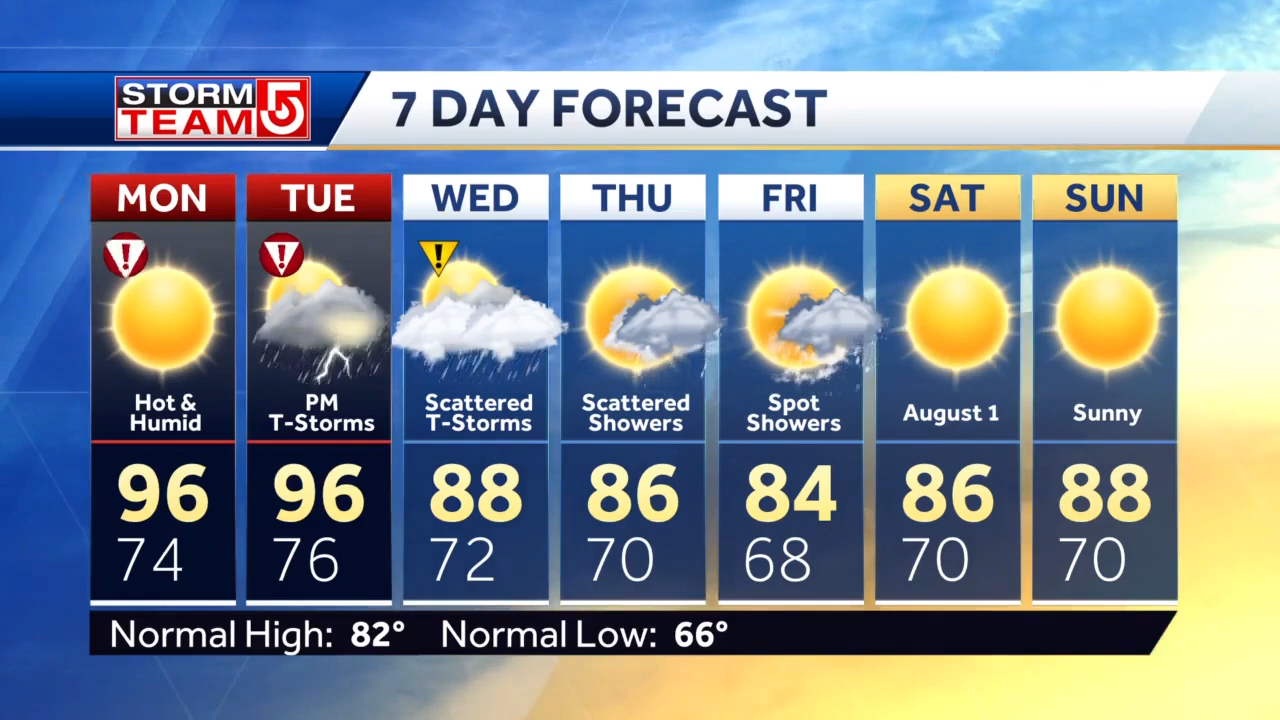 STORM
TEAM 5
7 DAY FORECAST
MON TUE WED THU FRI SAT SUN
! ! !
Hot & PM Scattered Scattered Spot August 1 Sunny
Humid T-Storms T-Storms Showers Showers
96 96 88 86 84 86 88
74 76 72 70 68 70 70
Normal High: 82° Normal Low: 66°